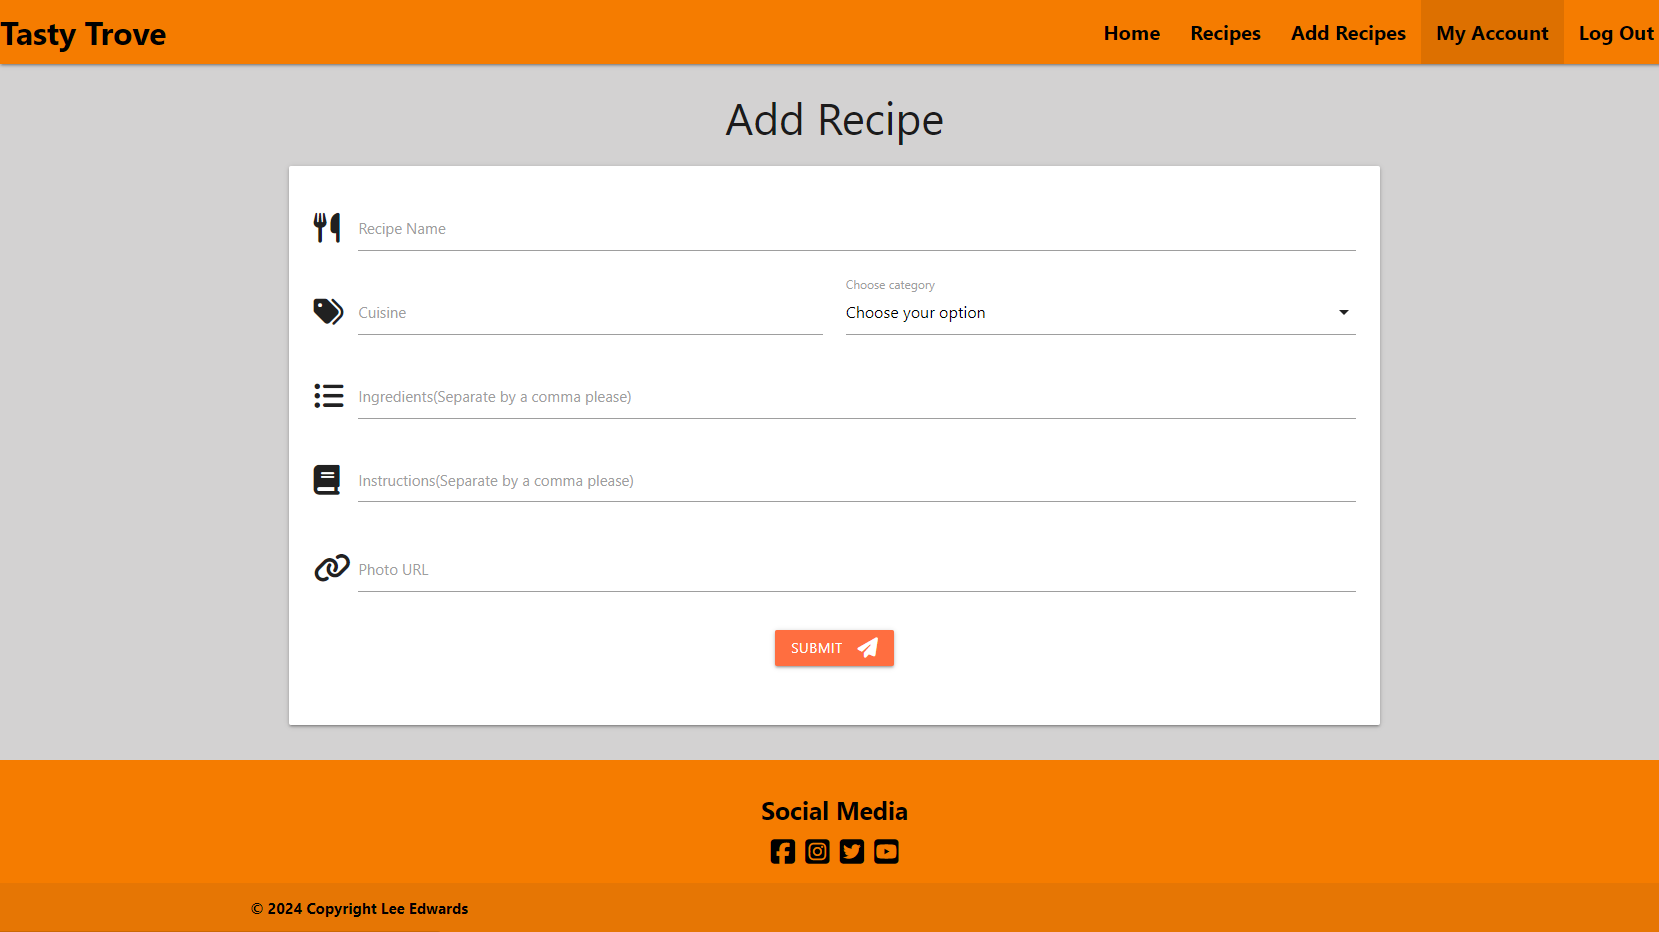 Tasty Trove
Home Recipes Add Recipes My Account Log Out
Add Recipe
Recipe Name
Choose category
Cuisine Choose your option
Ingredients(Separate by a comma please)
Instructions(Separate by a comma please)
Photo URL
SUBMIT
Social Media
© 2024 Copyright Lee Edwards